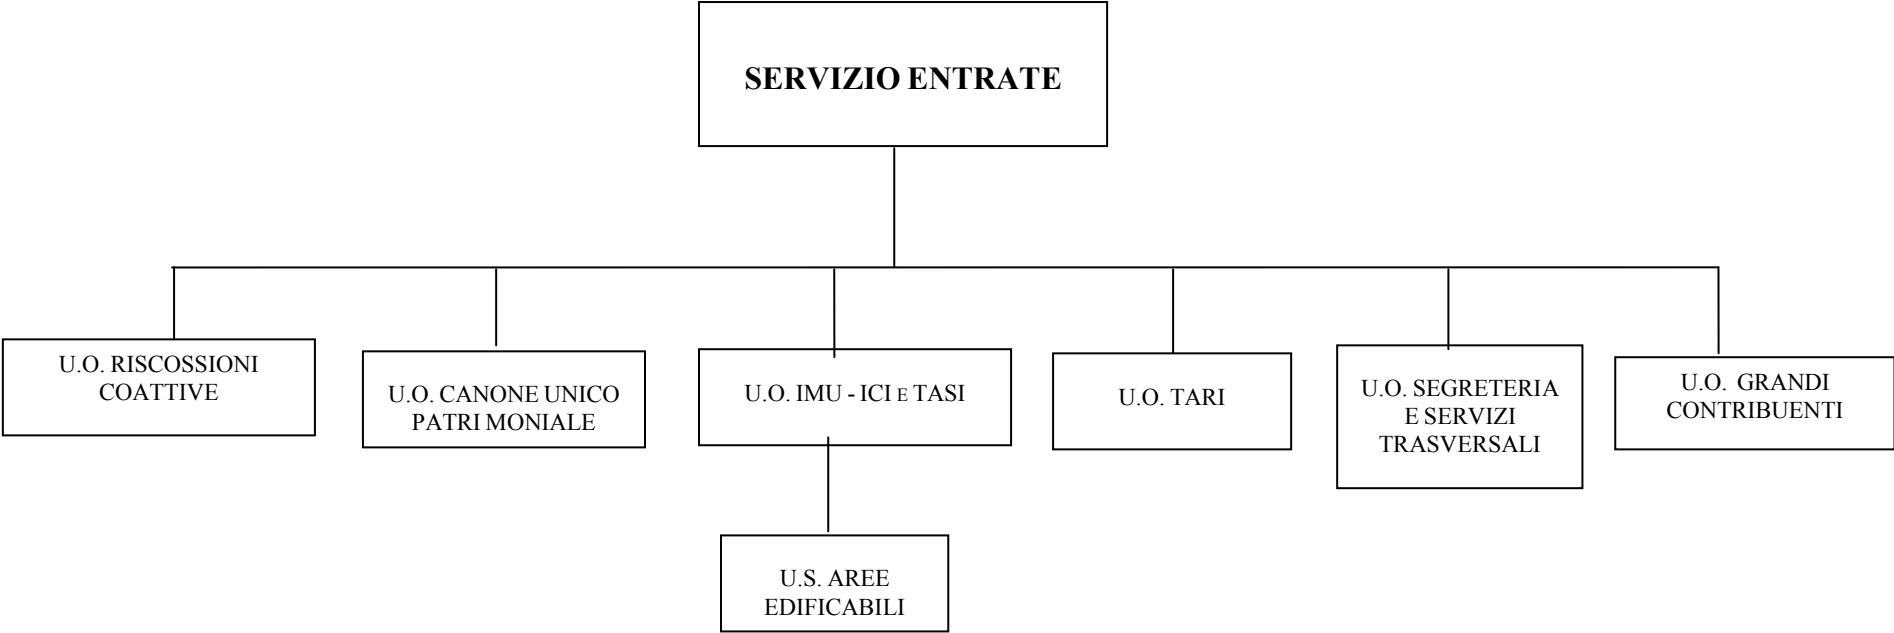 SERVIZIO ENTRATE
U.O. RISCOSSIONI
COATTIVE
U.O. CANONE UNICO
PATRI MONIALE
U.O. IMU - ICI E TASI
U.O. TARI
U.O. SEGRETERIA
E SERVIZI
TRASVERSALI
U.O. GRANDI
CONTRIBUENTI
U.S. AREE
EDIFICABILI